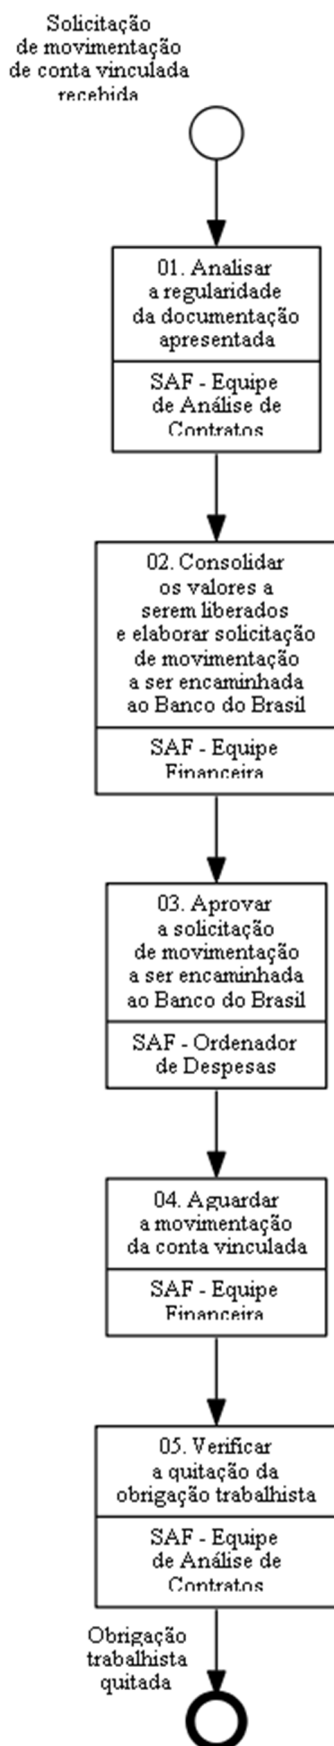 Solicitação
de movimentação
de conta vinculada
recebida
01. Analisar
a regularidade
da documentação
apresentada
SAF - Equipe
de Análise de
Contratos
02. Consolidar
os valores a
serem liberados
e elaborar solicitação
de movimentação
a ser encaminhada
ao Banco do Brasil
SAF - Equipe
Financeira
03. Aprovar
a solicitação
de movimentação
a ser encaminhada
ao Banco do Brasil
SAF - Ordenador
de Despesas
04. Aguardar
a movimentação
da conta vinculada
SAF - Equipe
Financeira
05. Verificar
a quitação da
obrigação trabalhista
SAF - Equipe
de Análise de
Contratos
Obrigação
trabalhista
quitada